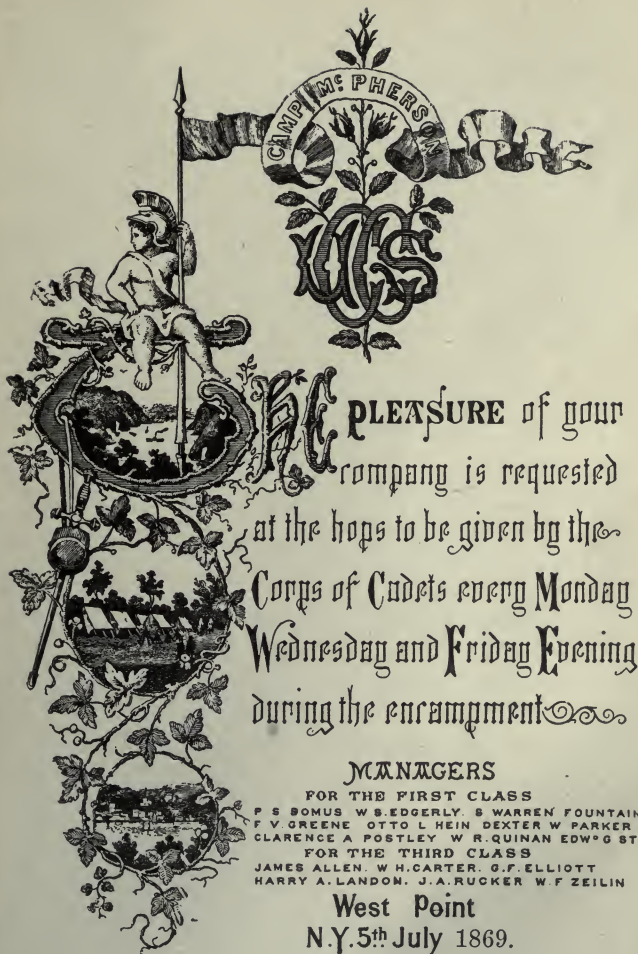 CAMP McPHERSON
THE PLEASURE of your
company is requested
at the hops to be given by the
Corps of Cadets every Monday
Wednesday and Friday Evening
during the encampment
MANAGERS
FOR THE FIRST CLASS
P S BOMUS W S. EDGERLY. S WARREN FOUNTAIN
F V. GREENE OTTO L HEIN DEXTER W PARKER
CLARENCE A POSTLEY W R. QUINAN EDWD G ST
FOR THE THIRD CLASS
JAMES ALLEN. W H. CARTER. G. F. ELLIOTT
HARRY A. LANDON. J. A. RUCKER W. F ZEILIN
West Point
N.Y. 5th July 1869.